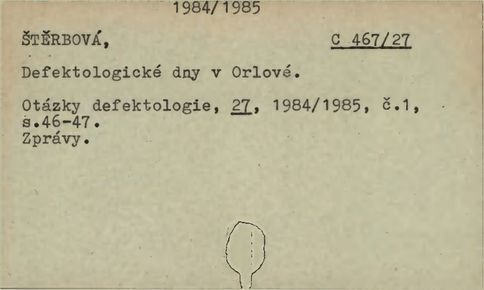 1984/1985
ŠTĚRBOVÁ, C 467/27
Defektologické dny v Orlové.
Otázky defektologie, 27, 1984/1985, č.1,
s.46-47.
Zprávy.